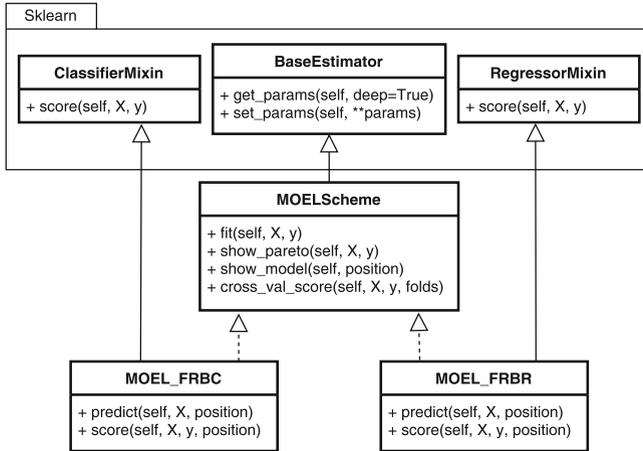 Sklearn
ClassifierMixin
+ score(self, X, y)
BaseEstimator
+ get_params(self, deep=True)
+ set_params(self, **params)
RegressorMixin
+ score(self, X, y)
MOELScheme
+ fit(self, X, y)
+ show_pareto(self, X, y)
+ show_model(self, position)
+ cross_val_score(self, X, y, folds)
MOEL_FRBC
+ predict(self, X, position)
+ score(self, X, y, position)
MOEL_FRBR
+ predict(self, X, position)
+ score(self, X, y, position)